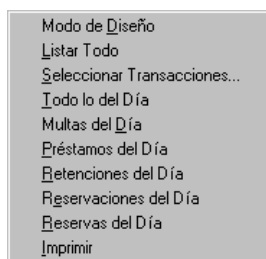 Modo de Diseño
Listar Todo
Seleccionar Transacciones...
Todo lo del Día
Multas del Día
Préstamos del Día
Retenciones del Día
Reservaciones del Día
Reservas del Día
Imprimir